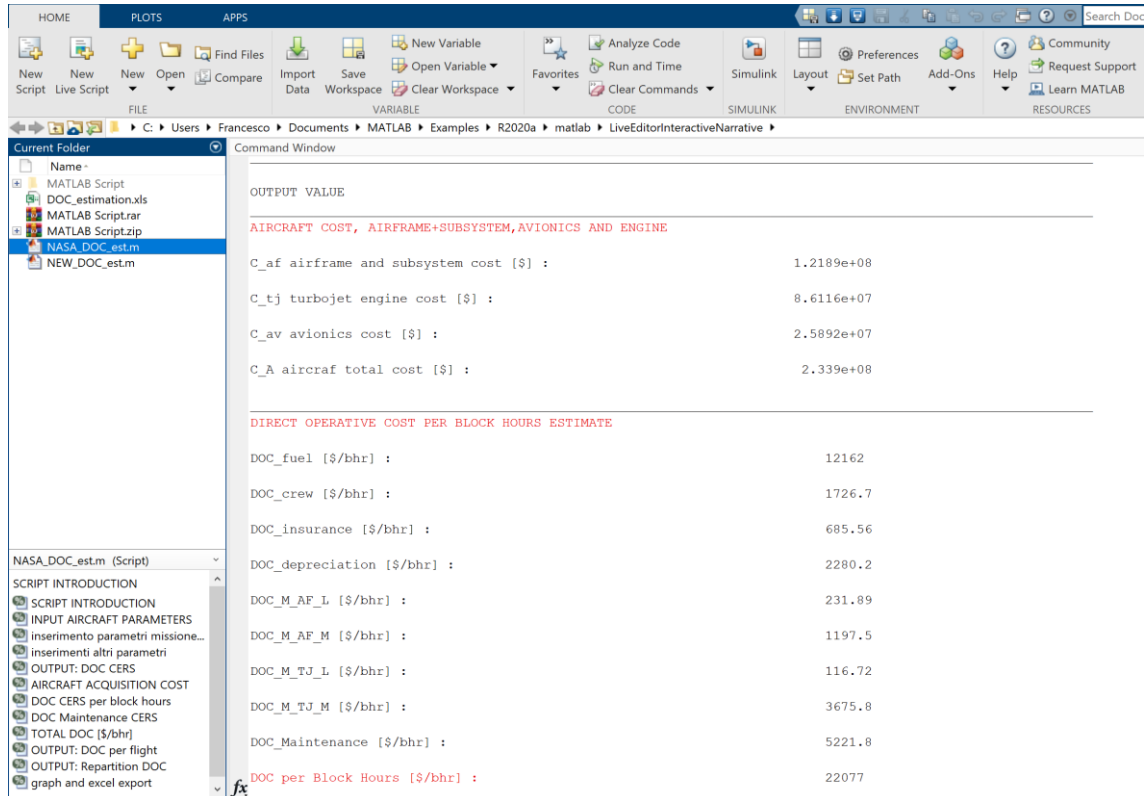 HOME PLOTS APPS
Search Doc
New Script
New Live Script
New
Open
Find Files
Compare
FILE
Import Data
Save Workspace
New Variable
Open Variable
Clear Workspace
VARIABLE
Favorites
Analyze Code
Run and Time
Clear Commands
CODE
Simulink
SIMULINK
Layout
Preferences
Set Path
Add-Ons
ENVIRONMENT
Help
Community
Request Support
Learn MATLAB
RESOURCES
C: Users Francesco Documents MATLAB Examples R2020a matlab LiveEditorInteractiveNarrative
Current Folder
Name
MATLAB Script
DOC_estimation.xls
MATLAB Script.rar
MATLAB Script.zip
NASA_DOC_est.m
NEW_DOC_est.m
NASA_DOC_est.m (Script)
SCRIPT INTRODUCTION
SCRIPT INTRODUCTION
INPUT AIRCRAFT PARAMETERS
inserimento parametri missione...
inserimenti altri parametri
OUTPUT: DOC CERS
AIRCRAFT ACQUISITION COST
DOC CERS per block hours
DOC Maintenance CERS
TOTAL DOC [$/bhr]
OUTPUT: DOC per flight
OUTPUT: Repartition DOC
graph and excel export
Command Window
OUTPUT VALUE
AIRCRAFT COST, AIRFRAME+SUBSYSTEM,AVIONICS AND ENGINE
C_af airframe and subsystem cost [$] : 1.2189e+08
C_tj turbojet engine cost [$] : 8.6116e+07
C_av avionics cost [$] : 2.5892e+07
C_A aircraf total cost [$] : 2.339e+08
DIRECT OPERATIVE COST PER BLOCK HOURS ESTIMATE
DOC_fuel [$/bhr] : 12162
DOC_crew [$/bhr] : 1726.7
DOC_insurance [$/bhr] : 685.56
DOC_depreciation [$/bhr] : 2280.2
DOC_M_AF_L [$/bhr] : 231.89
DOC_M_AF_M [$/bhr] : 1197.5
DOC_M_TJ_L [$/bhr] : 116.72
DOC_M_TJ_M [$/bhr] : 3675.8
DOC_Maintenance [$/bhr] : 5221.8
fx DOC per Block Hours [$/bhr] : 22077